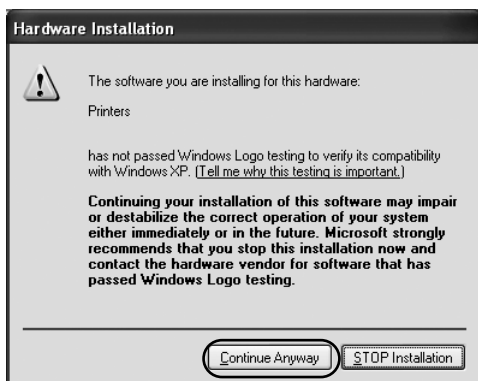 Hardware Installation
The software you are installing for this hardware:
Printers
has not passed Windows Logo testing to verify its compatibility
with Windows XP. (Tell me why this testing is important.)
Continuing your installation of this software may impair
or destabilize the correct operation of your system
either immediately or in the future. Microsoft strongly
recommends that you stop this installation now and
contact the hardware vendor for software that has
passed Windows Logo testing.
Continue Anyway STOP Installation